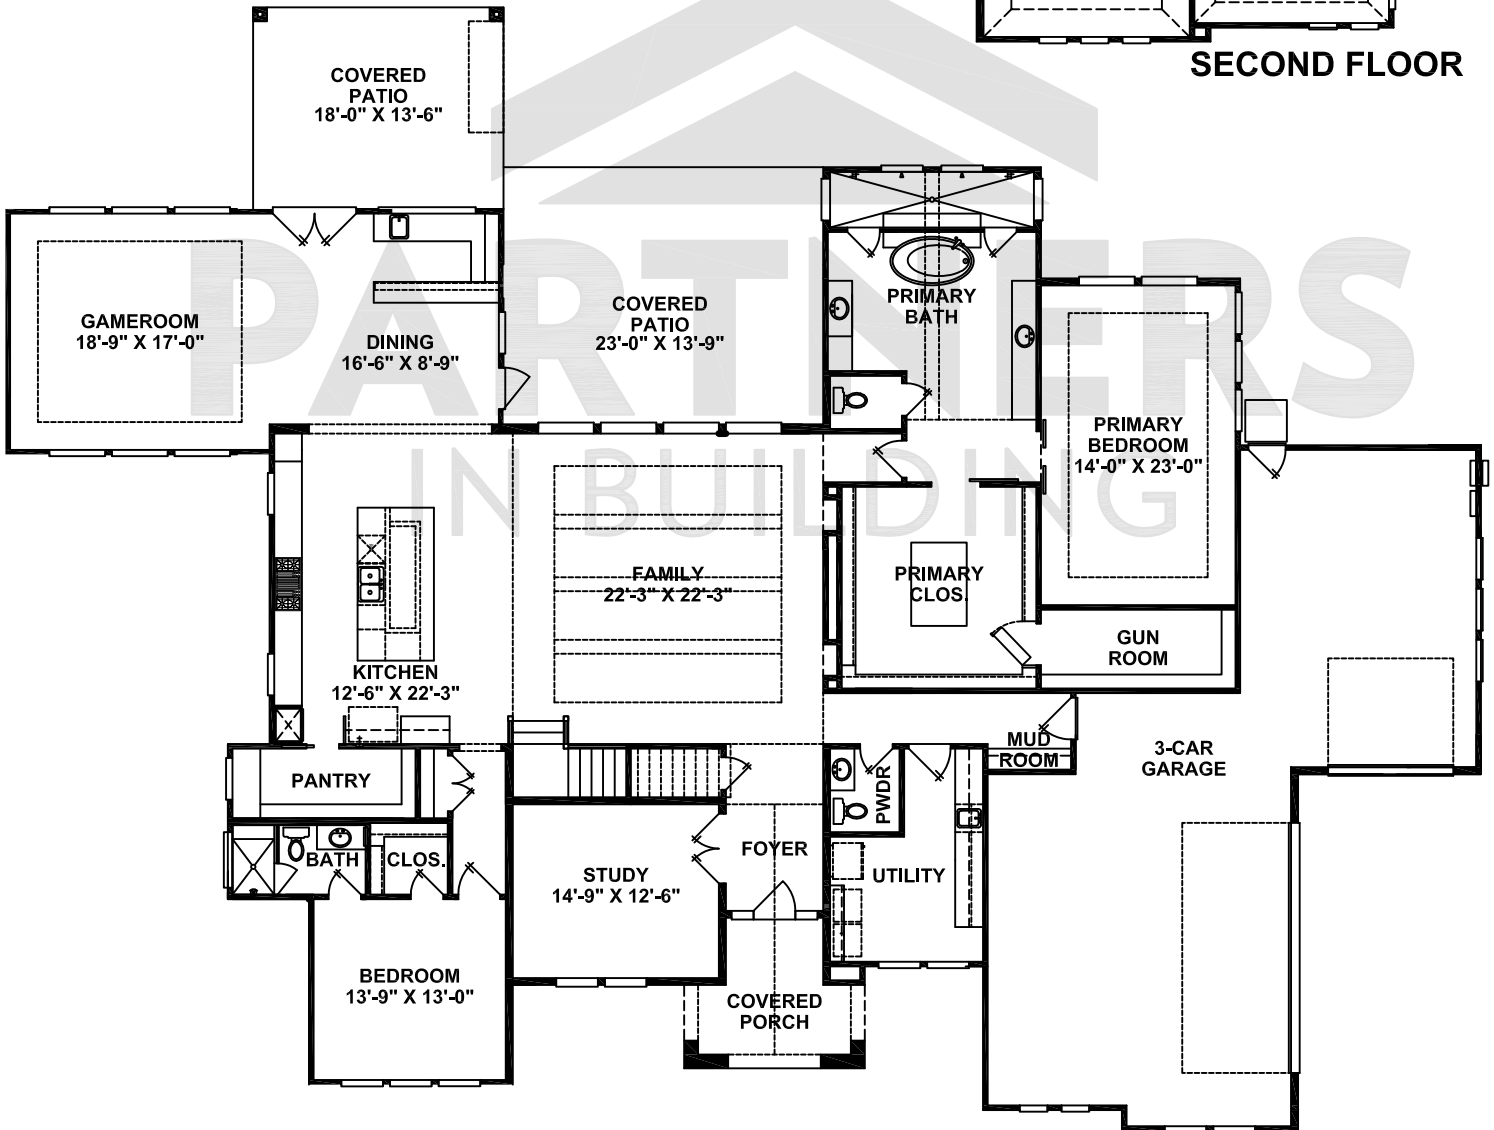 SECOND FLOOR
COVERED
PATIO
18'-0" X 13'-6"
GAMEROOM
18'-9" X 17'-0"
DINING
16'-6" X 8'-9"
COVERED
PATIO
23'-0" X 13'-9"
PRIMARY
BATH
PRIMARY
BEDROOM
14'-0" X 23'-0"
PARTNERS
IN BUILDING
FAMILY
22'-3" X 22'-3"
PRIMARY
CLOS.
GUN
ROOM
KITCHEN
12'-6" X 22'-3"
MUD
ROOM
3-CAR
GARAGE
PANTRY
PWDR
BATH
CLOS.
STUDY
14'-9" X 12'-6"
FOYER
UTILITY
BEDROOM
13'-9" X 13'-0"
COVERED
PORCH